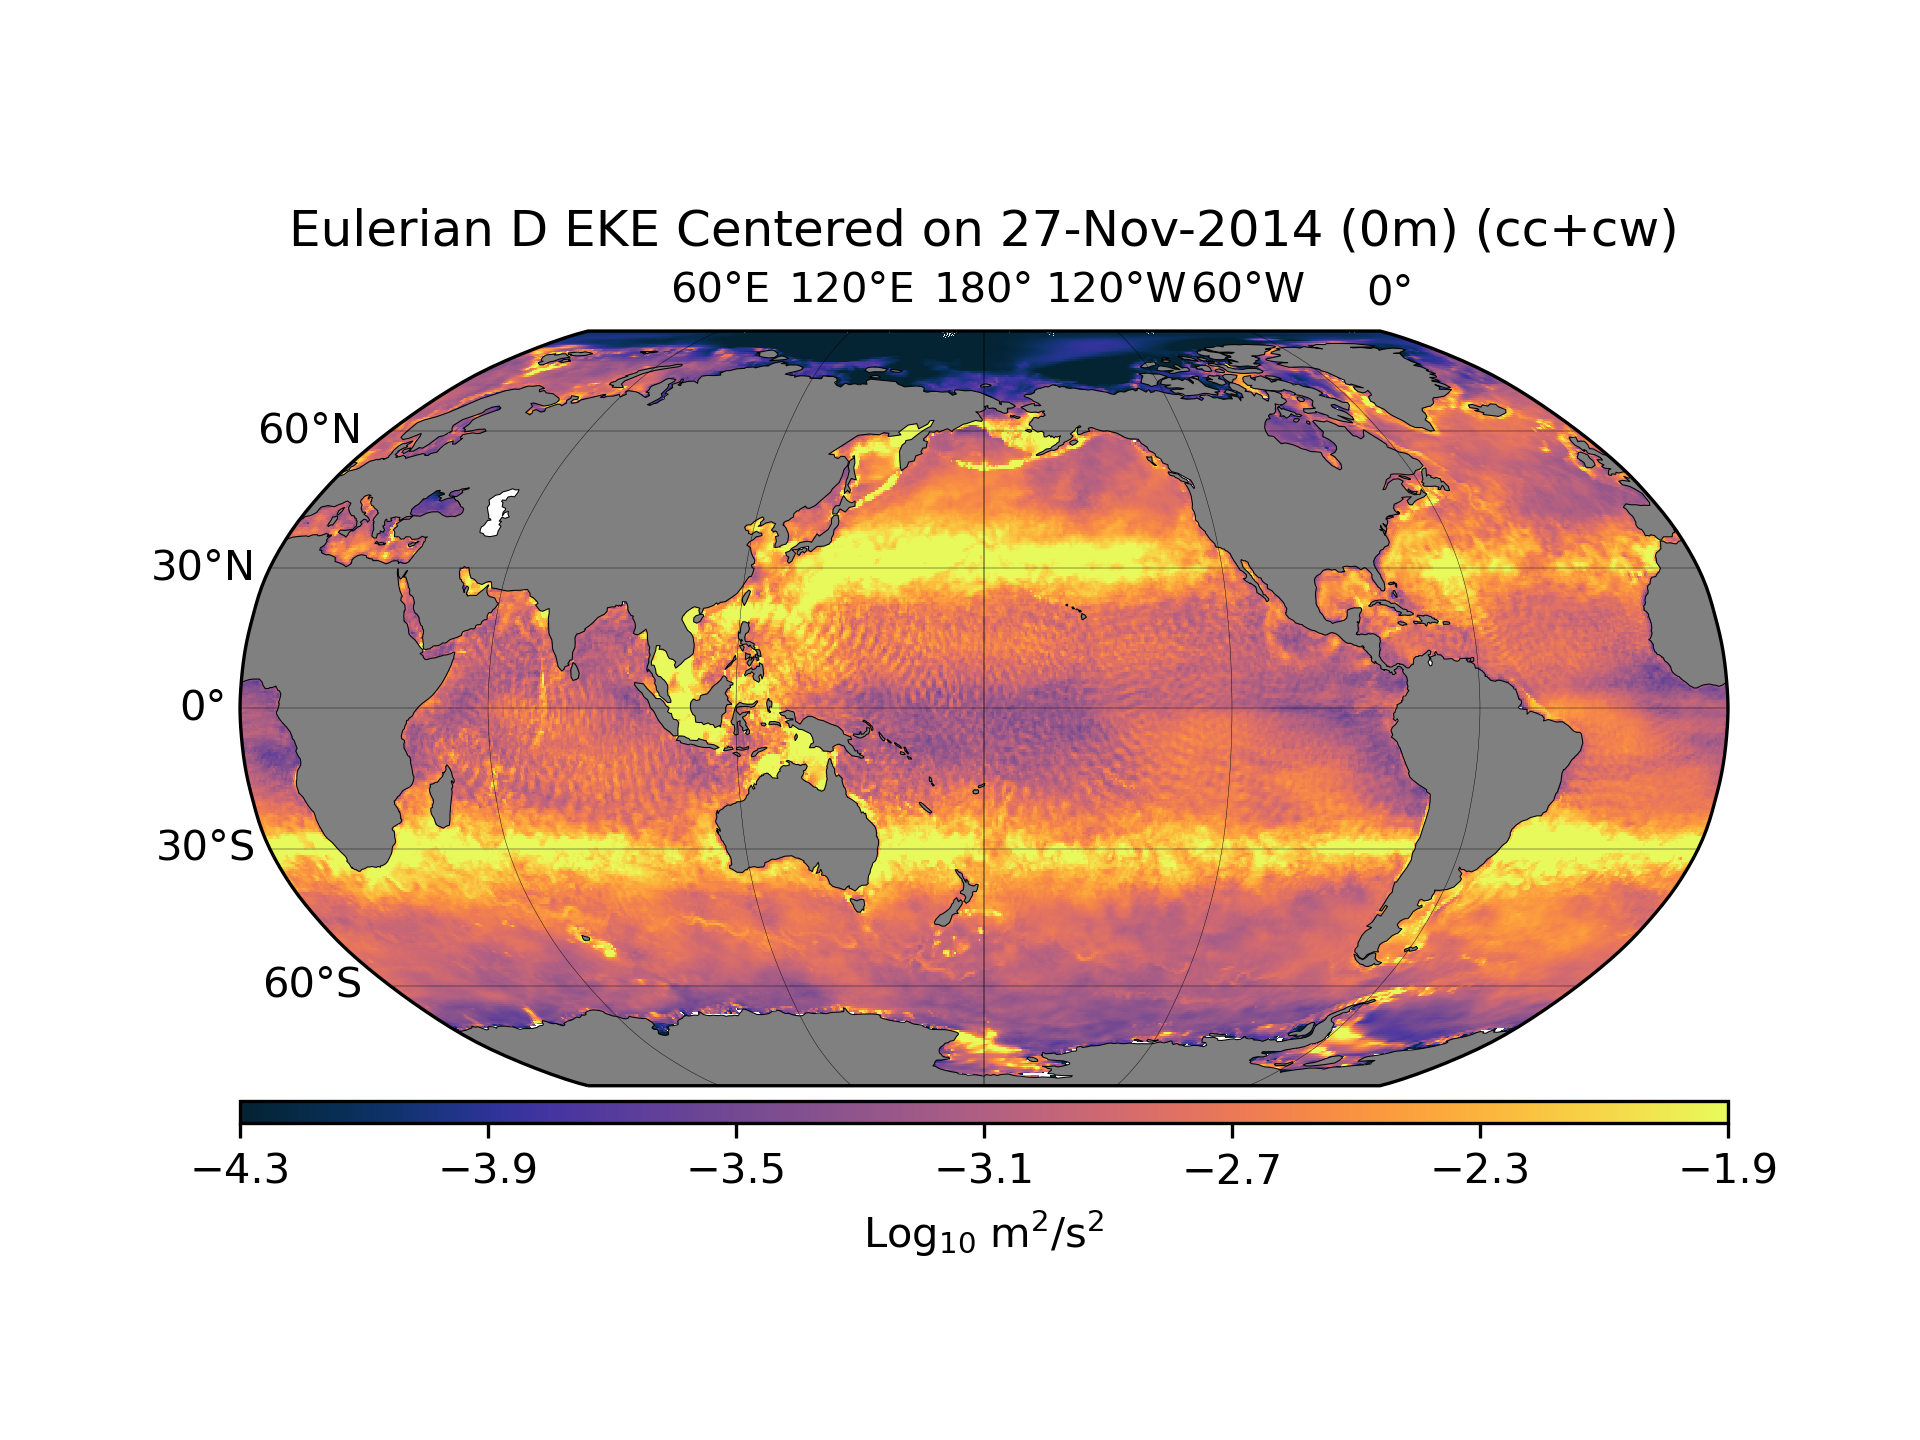 Eulerian D EKE Centered on 27-Nov-2014 (0m) (cc+cw)
60°E 120°E 180° 120°W 60°W 0°
60°N
30°N
0°
30°S
60°S
−4.3 −3.9 −3.5 −3.1 −2.7 −2.3 −1.9
Log₁₀ m²/s²